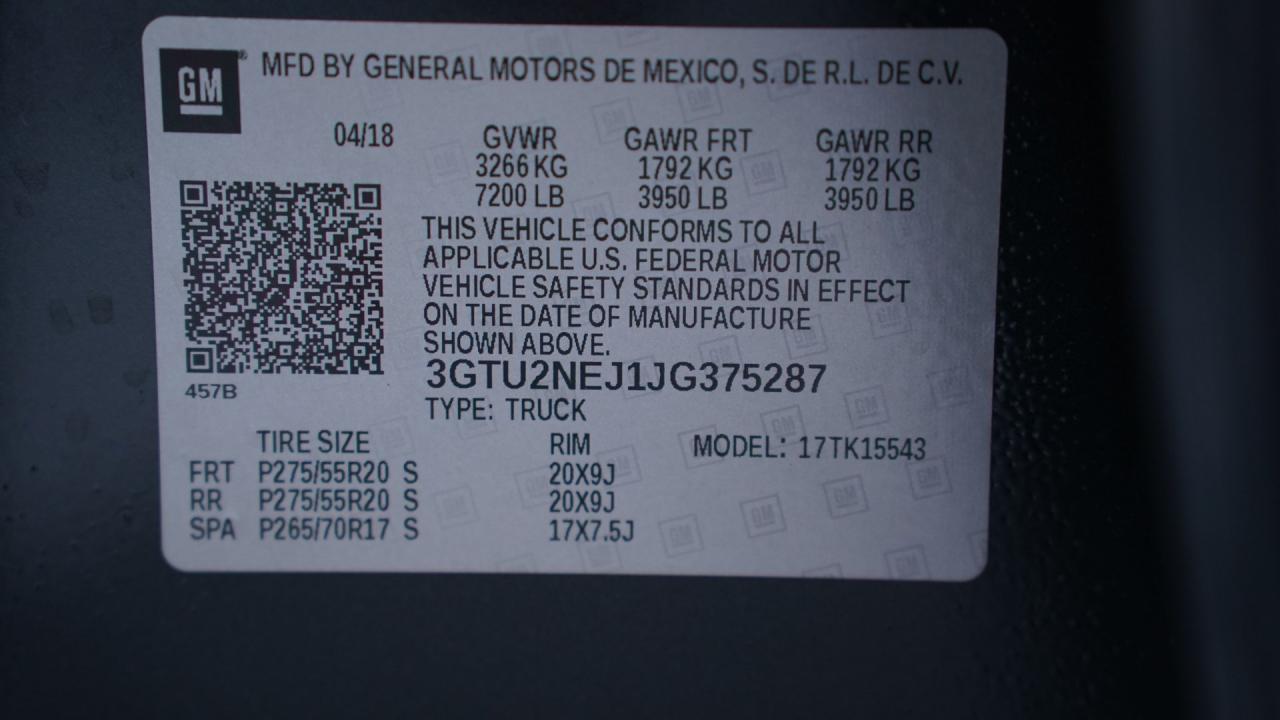 GM® MFD BY GENERAL MOTORS DE MEXICO, S. DE R.L. DE C.V.
04/18 GVWR GAWR FRT GAWR RR
3266 KG 1792 KG 1792 KG
7200 LB 3950 LB 3950 LB
THIS VEHICLE CONFORMS TO ALL
APPLICABLE U.S. FEDERAL MOTOR
VEHICLE SAFETY STANDARDS IN EFFECT
ON THE DATE OF MANUFACTURE
SHOWN ABOVE.
457B
3GTU2NEJ1JG375287
TYPE: TRUCK
TIRE SIZE RIM MODEL: 17TK15543
FRT P275/55R20 S 20X9J
RR P275/55R20 S 20X9J
SPA P265/70R17 S 17X7.5J